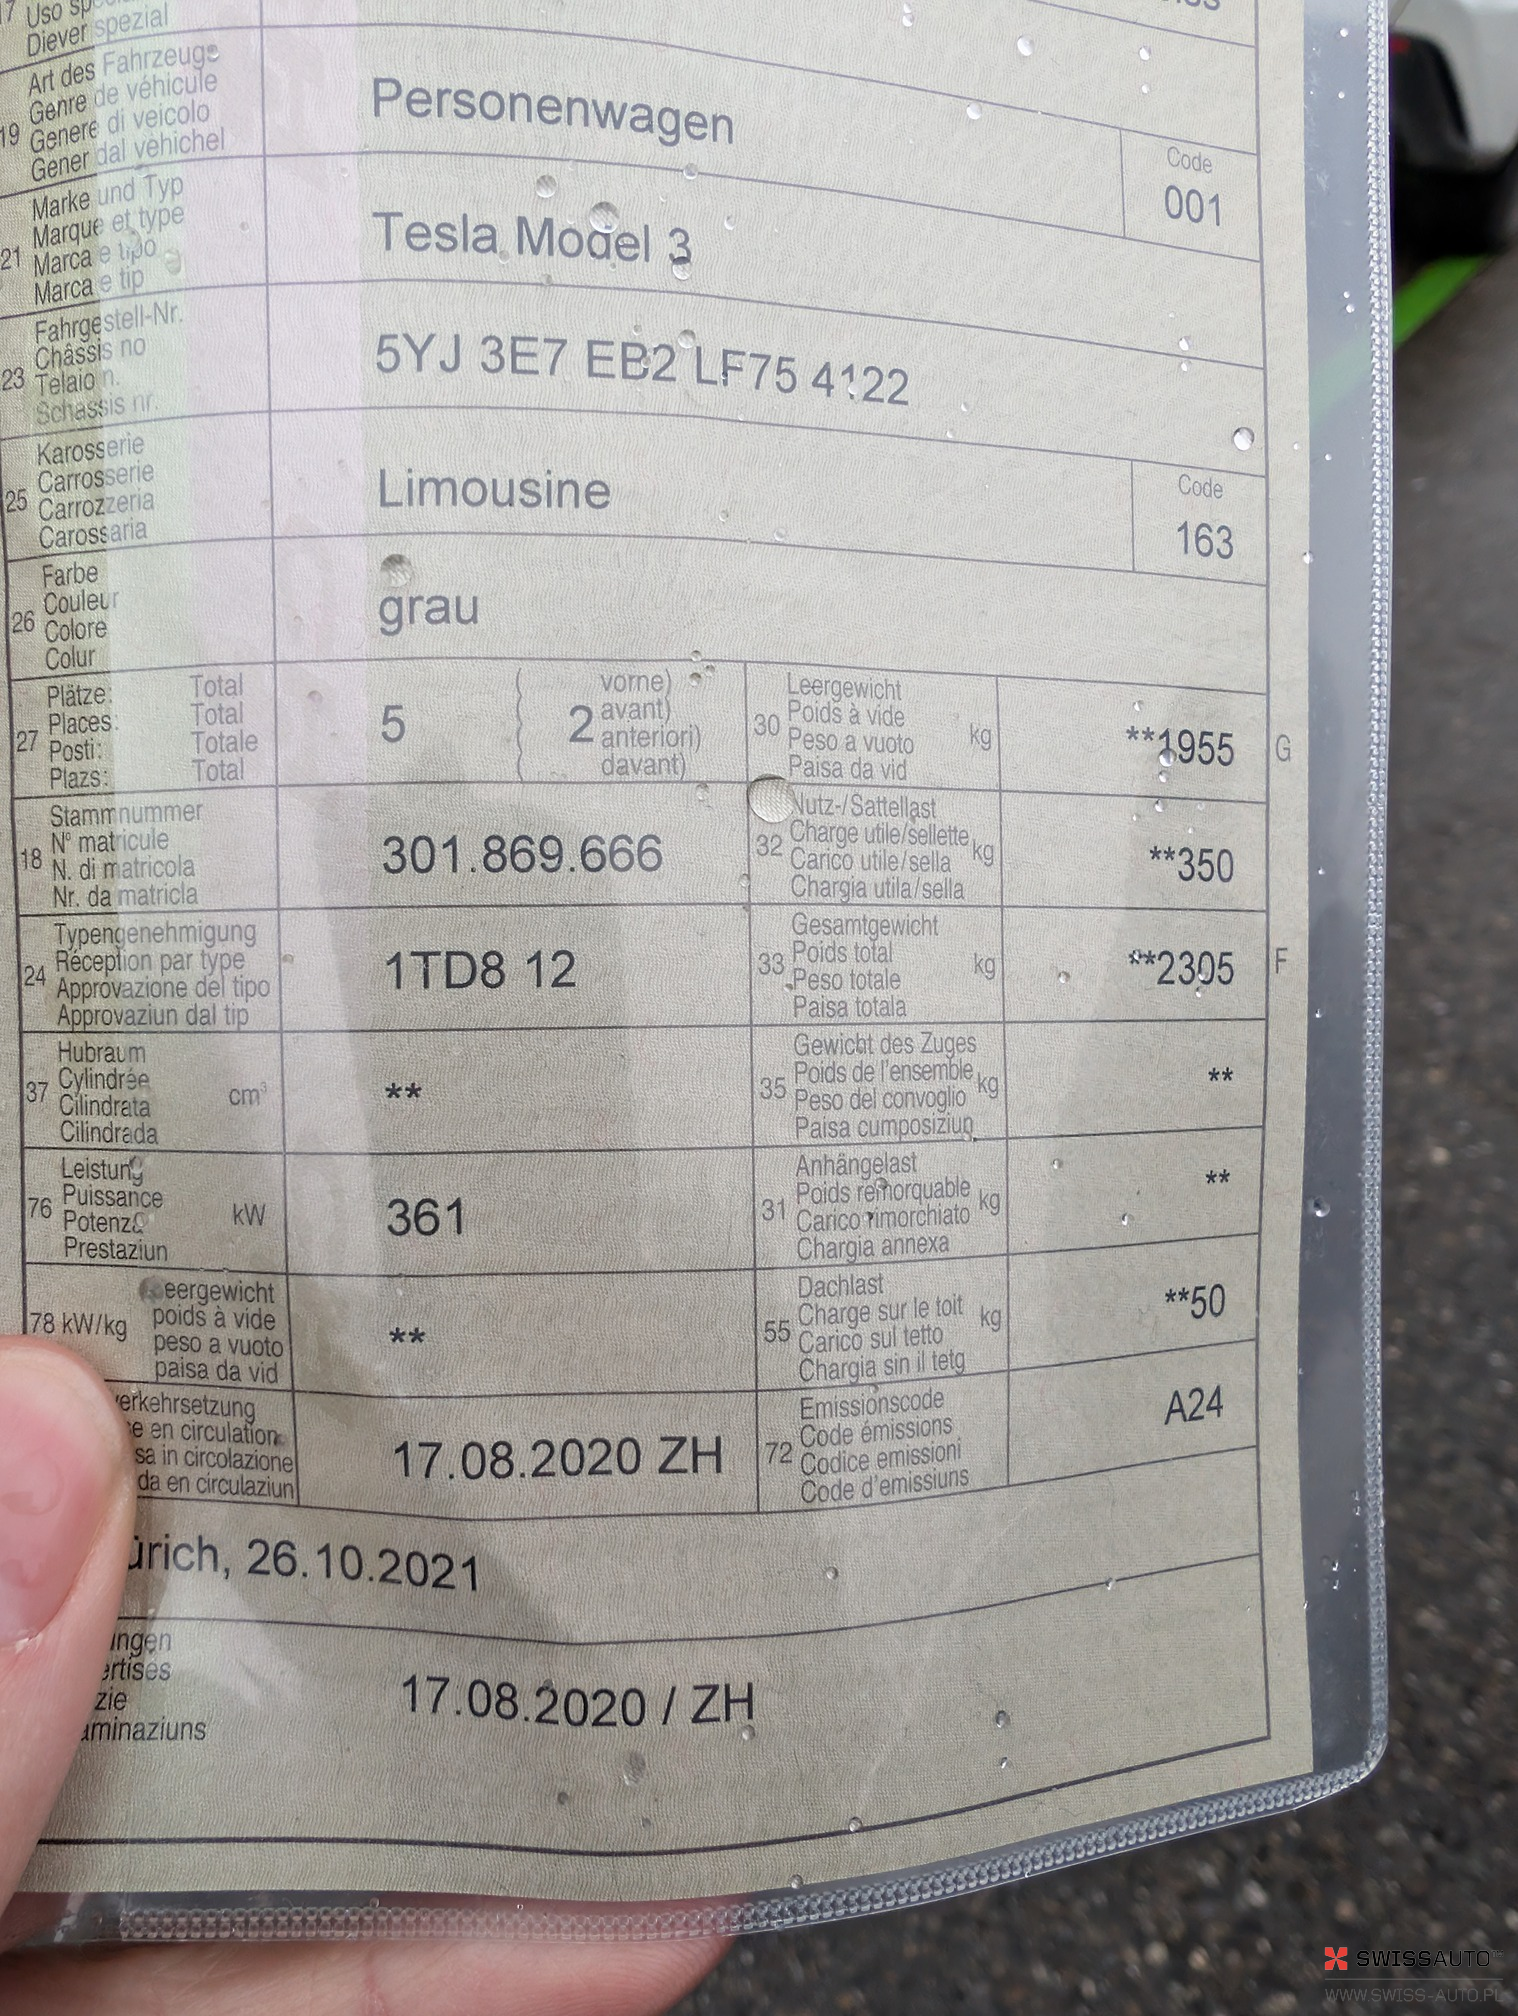 17 Uso
Diever spezial
Art des Fahrzeugs
Genre de véhicule
19 Genere di veicolo
Gener dal vehichel
Personenwagen
Code
001
Marke und Typ
Marque et type
21 Marca e tipo
Marca e tip
Tesla Model 3
Fahrgestell-Nr.
Châssis no
23 Telaio n.
Schassis nr.
5YJ 3E7 EB2 LF75 4122
Karosserie
Carrosserie
25 Carrozzeria
Carossaria
Limousine
Code
163
Farbe
Couleur
26 Colore
Colur
grau
Plätze: Total
Places: Total
27 Posti: Totale
Plazs: Total
5 ( 2 vorne)
avant)
anteriori)
davant)
Leergewicht
30 Poids à vide kg
Peso a vuoto
Paisa da vid
**1955 G
Stammnummer
N° matricule
18 N. di matricola
Nr. da matricla
301.869.666
Nutz-/Sattellast
32 Charge utile/sellette kg
Carico utile/sella
Chargia utila/sella
**350
Typengenehmigung
24 Réception par type
Approvazione del tipo
Approvaziun dal tip
1TD8 12
Gesamtgewicht
33 Poids total kg
Peso totale
Paisa totala
**2305 F
Hubraum
37 Cylindrée cm³
Cilindrata
Cilindrada
**
Gewicht des Zuges
35 Poids de l'ensemble kg
Peso del convoglio
Paisa cumposiziun
**
Leistung
76 Puissance kW
Potenza
Prestaziun
361
Anhängelast
31 Poids remorquable kg
Carico rimorchiato
Chargia annexa
**
eergewicht
78 kW/kg poids à vide
peso a vuoto
paisa da vid
**
Dachlast
55 Charge sur le toit kg
Carico sul tetto
Chargia sin il tetg
**50
verkehrsetzung
e en circulation
sa in circolazione
da en circulaziun
17.08.2020 ZH
Emissionscode
72 Code émissions
Codice emissioni
Code d'emissiuns
A24
ürich, 26.10.2021
ungen
ertises
zie
aminaziuns
17.08.2020 / ZH
SWISSAUTO
WWW.SWISS-AUTO.PL